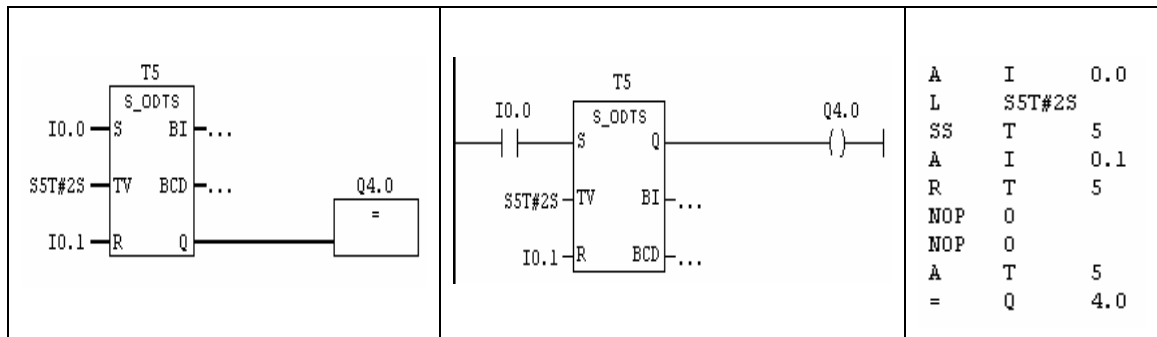 T5
S_ODTS
I0.0 S BI ...
S5T#2S TV BCD ... Q4.0
=
I0.1 R Q
T5
I0.0 S_ODTS Q4.0
S Q
S5T#2S TV BI ...
I0.1 R BCD ...
A I 0.0
L S5T#2S
SS T 5
A I 0.1
R T 5
NOP 0
NOP 0
A T 5
= Q 4.0